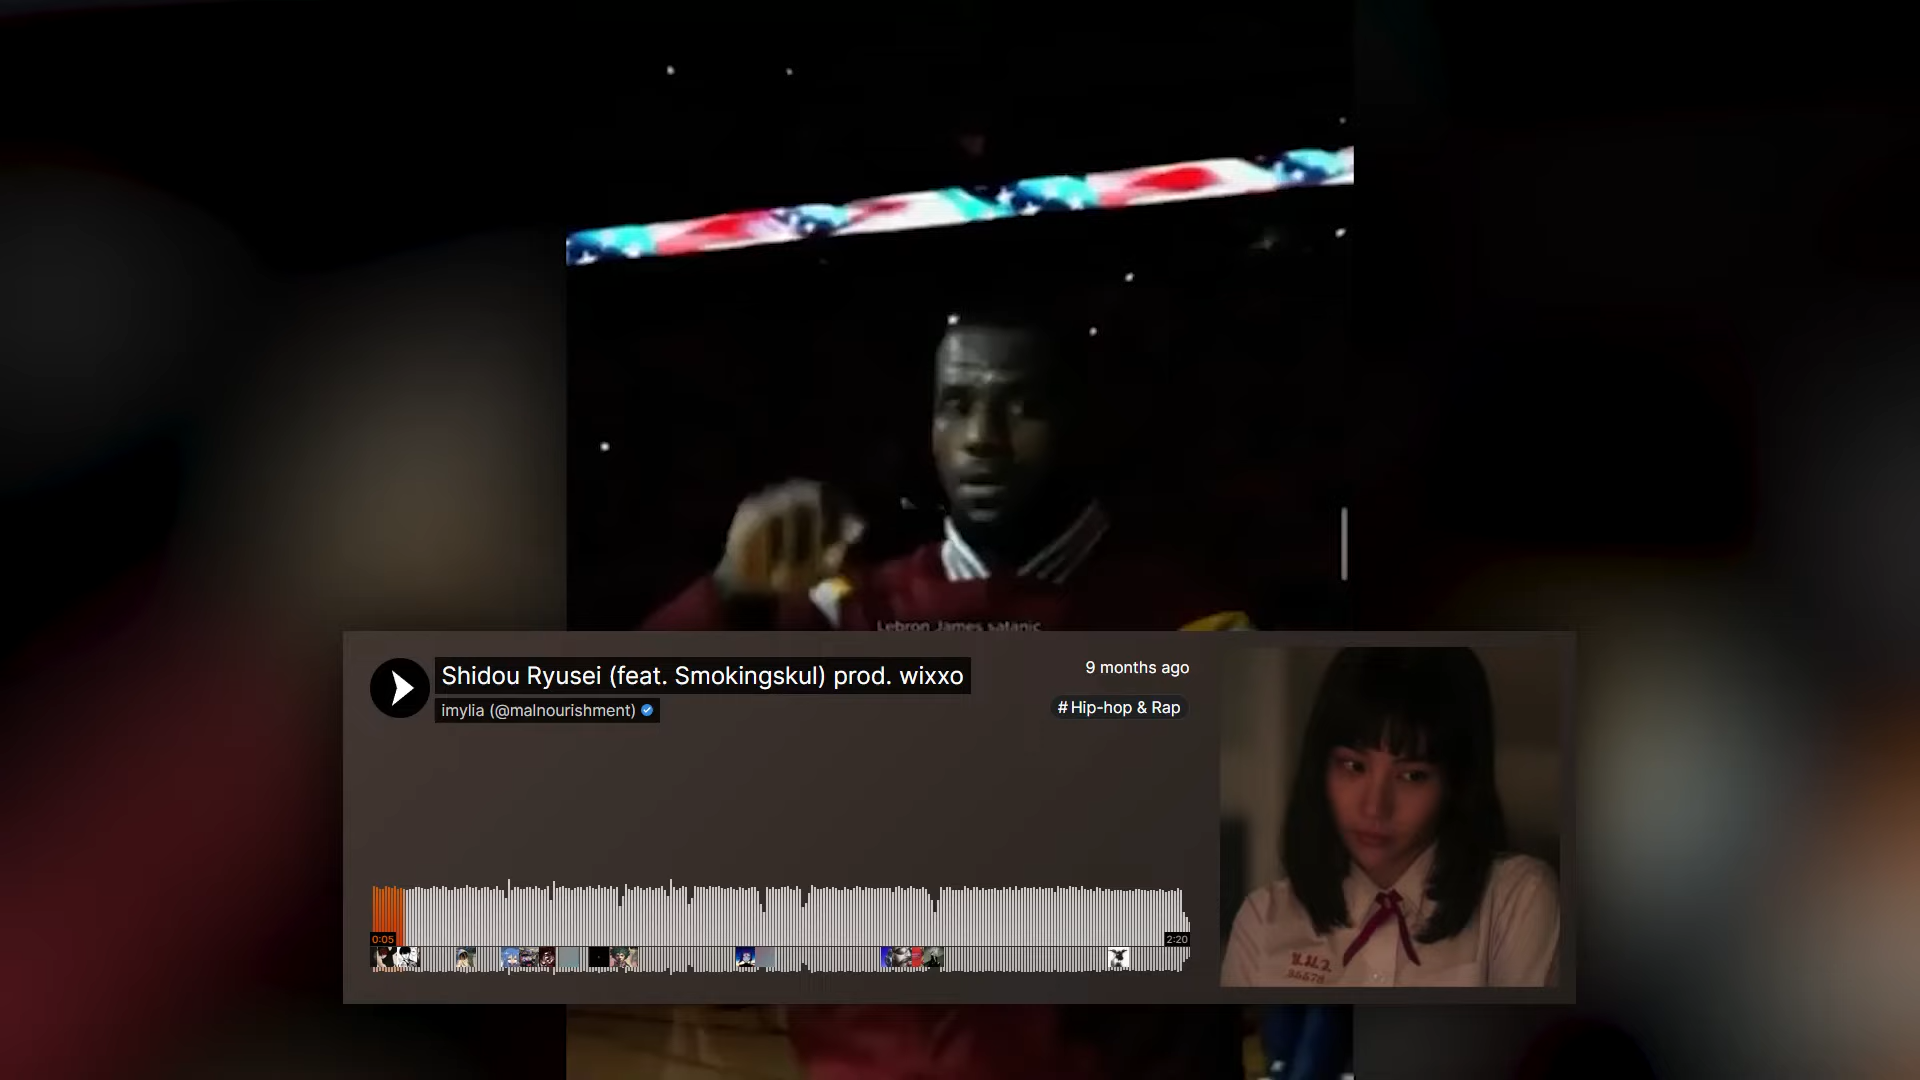 Lebron James satanic
Shidou Ryusei (feat. Smokingskul) prod. wixxo
9 months ago
imylia (@malnourishment)
# Hip-hop & Rap
0:05
2:20